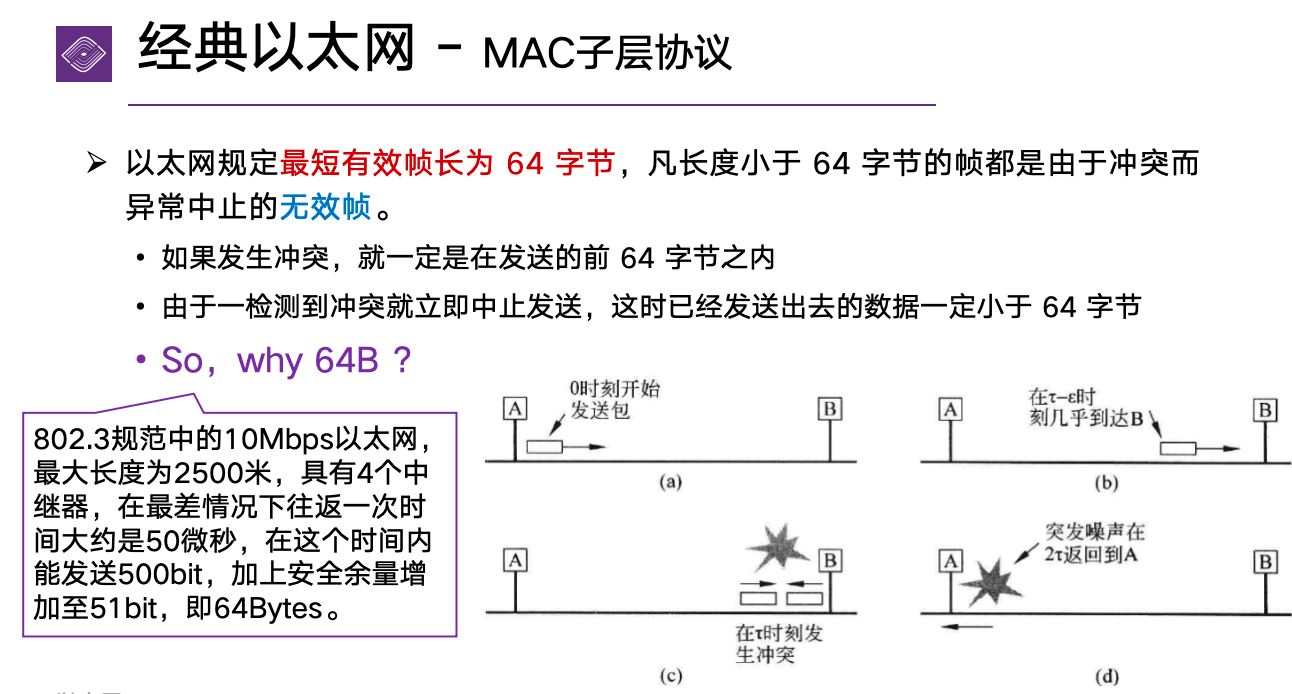 经典以太网 - MAC子层协议
以太网规定最短有效帧长为 64 字节，凡长度小于 64 字节的帧都是由于冲突而
异常中止的无效帧。
如果发生冲突，就一定是在发送的前 64 字节之内
由于一检测到冲突就立即中止发送，这时已经发送出去的数据一定小于 64 字节
So，why 64B ？
802.3规范中的10Mbps以太网，
最大长度为2500米，具有4个中
继器，在最差情况下往返一次时
间大约是50微秒，在这个时间内
能发送500bit，加上安全余量增
加至51bit，即64Bytes。
A
0时刻开始
发送包
B
(a)
A
在τ-ε时
刻几乎到达B
B
(b)
A
B
在τ时刻发
生冲突
(c)
A
突发噪声在
2τ返回到A
B
(d)